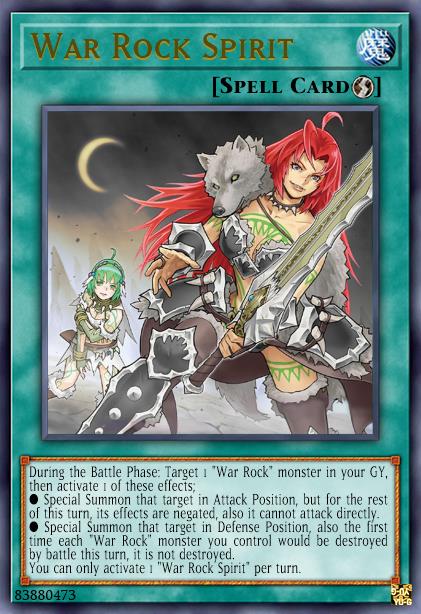 War Rock Spirit
魔
[Spell Card]
During the Battle Phase: Target 1 "War Rock" monster in your GY,
then activate 1 of these effects;
● Special Summon that target in Attack Position, but for the rest
of this turn, its effects are negated, also it cannot attack directly.
● Special Summon that target in Defense Position, also the first
time each "War Rock" monster you control would be destroyed
by battle this turn, it is not destroyed.
You can only activate 1 "War Rock Spirit" per turn.
83880473